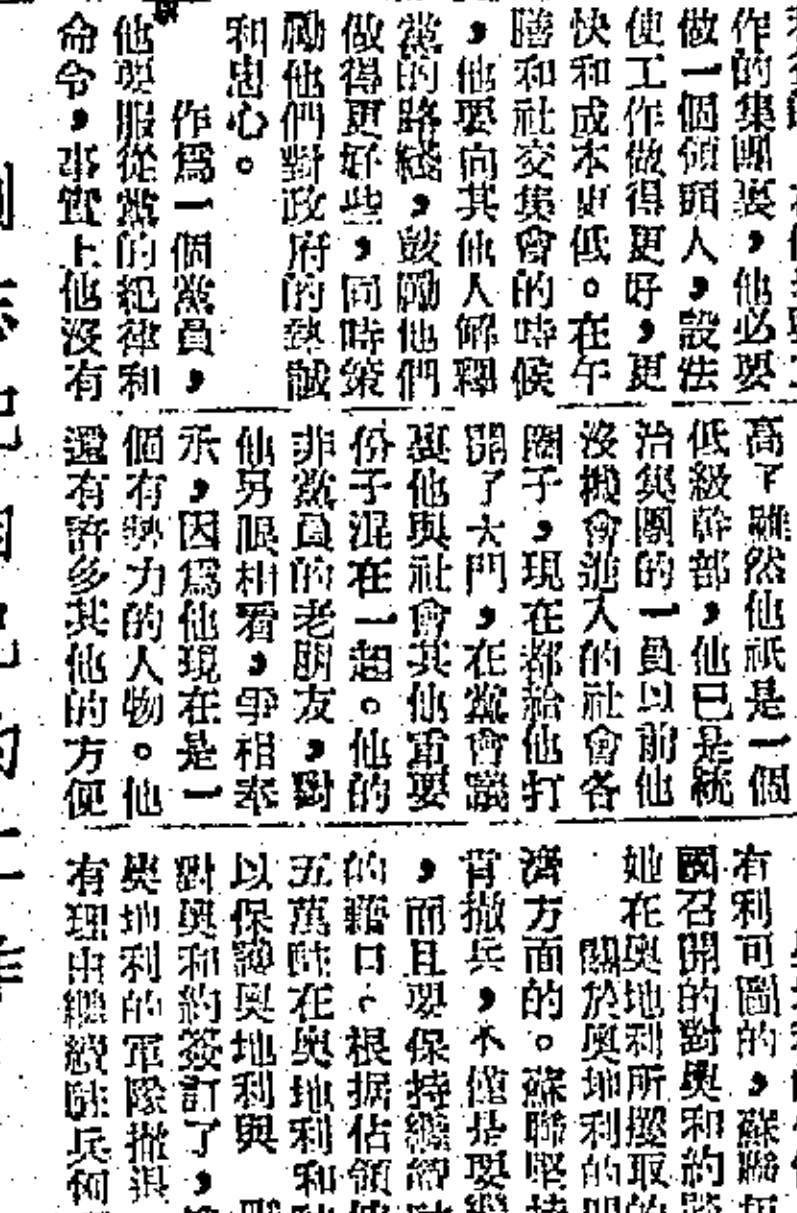 作的集團裏，他必要
做一個領頭人，設法
使工作做得更好，更
快和成本更低。在午
膳和社交集會的時候
，他要向其他人解釋
黨的路綫，鼓勵他們
做得更好些，同時策
勵他們對政府的熱誠
和忠心。
作爲一個黨員，
他要服從黨的紀律和
命令，事實上他沒有
高了雖然他祇是一個
低級幹部，他已是統
治集團的一員以前他
沒機會進入的社會各
圈子，現在都給他打
開了大門，在黨會議
裏他與社會其他重要
份子混在一起。他的
非黨員的老朋友，對
他另眼相看，爭相奉
承，因爲他現在是一
個有勢力的人物。他
還有許多其他的方便
有利可圖的，蘇聯
國召開的對奧和約
她在奧地利所攫取的
關於奧地利的
濟方面的。蘇聯堅持
肯撤兵，不僅是要
，而且要保持繼續
的藉口。根据佔領
五萬駐在奧地利和
以保護奧地利與
對奧和約簽訂了，
奧地利的軍隊撤退
有理由繼續駐兵